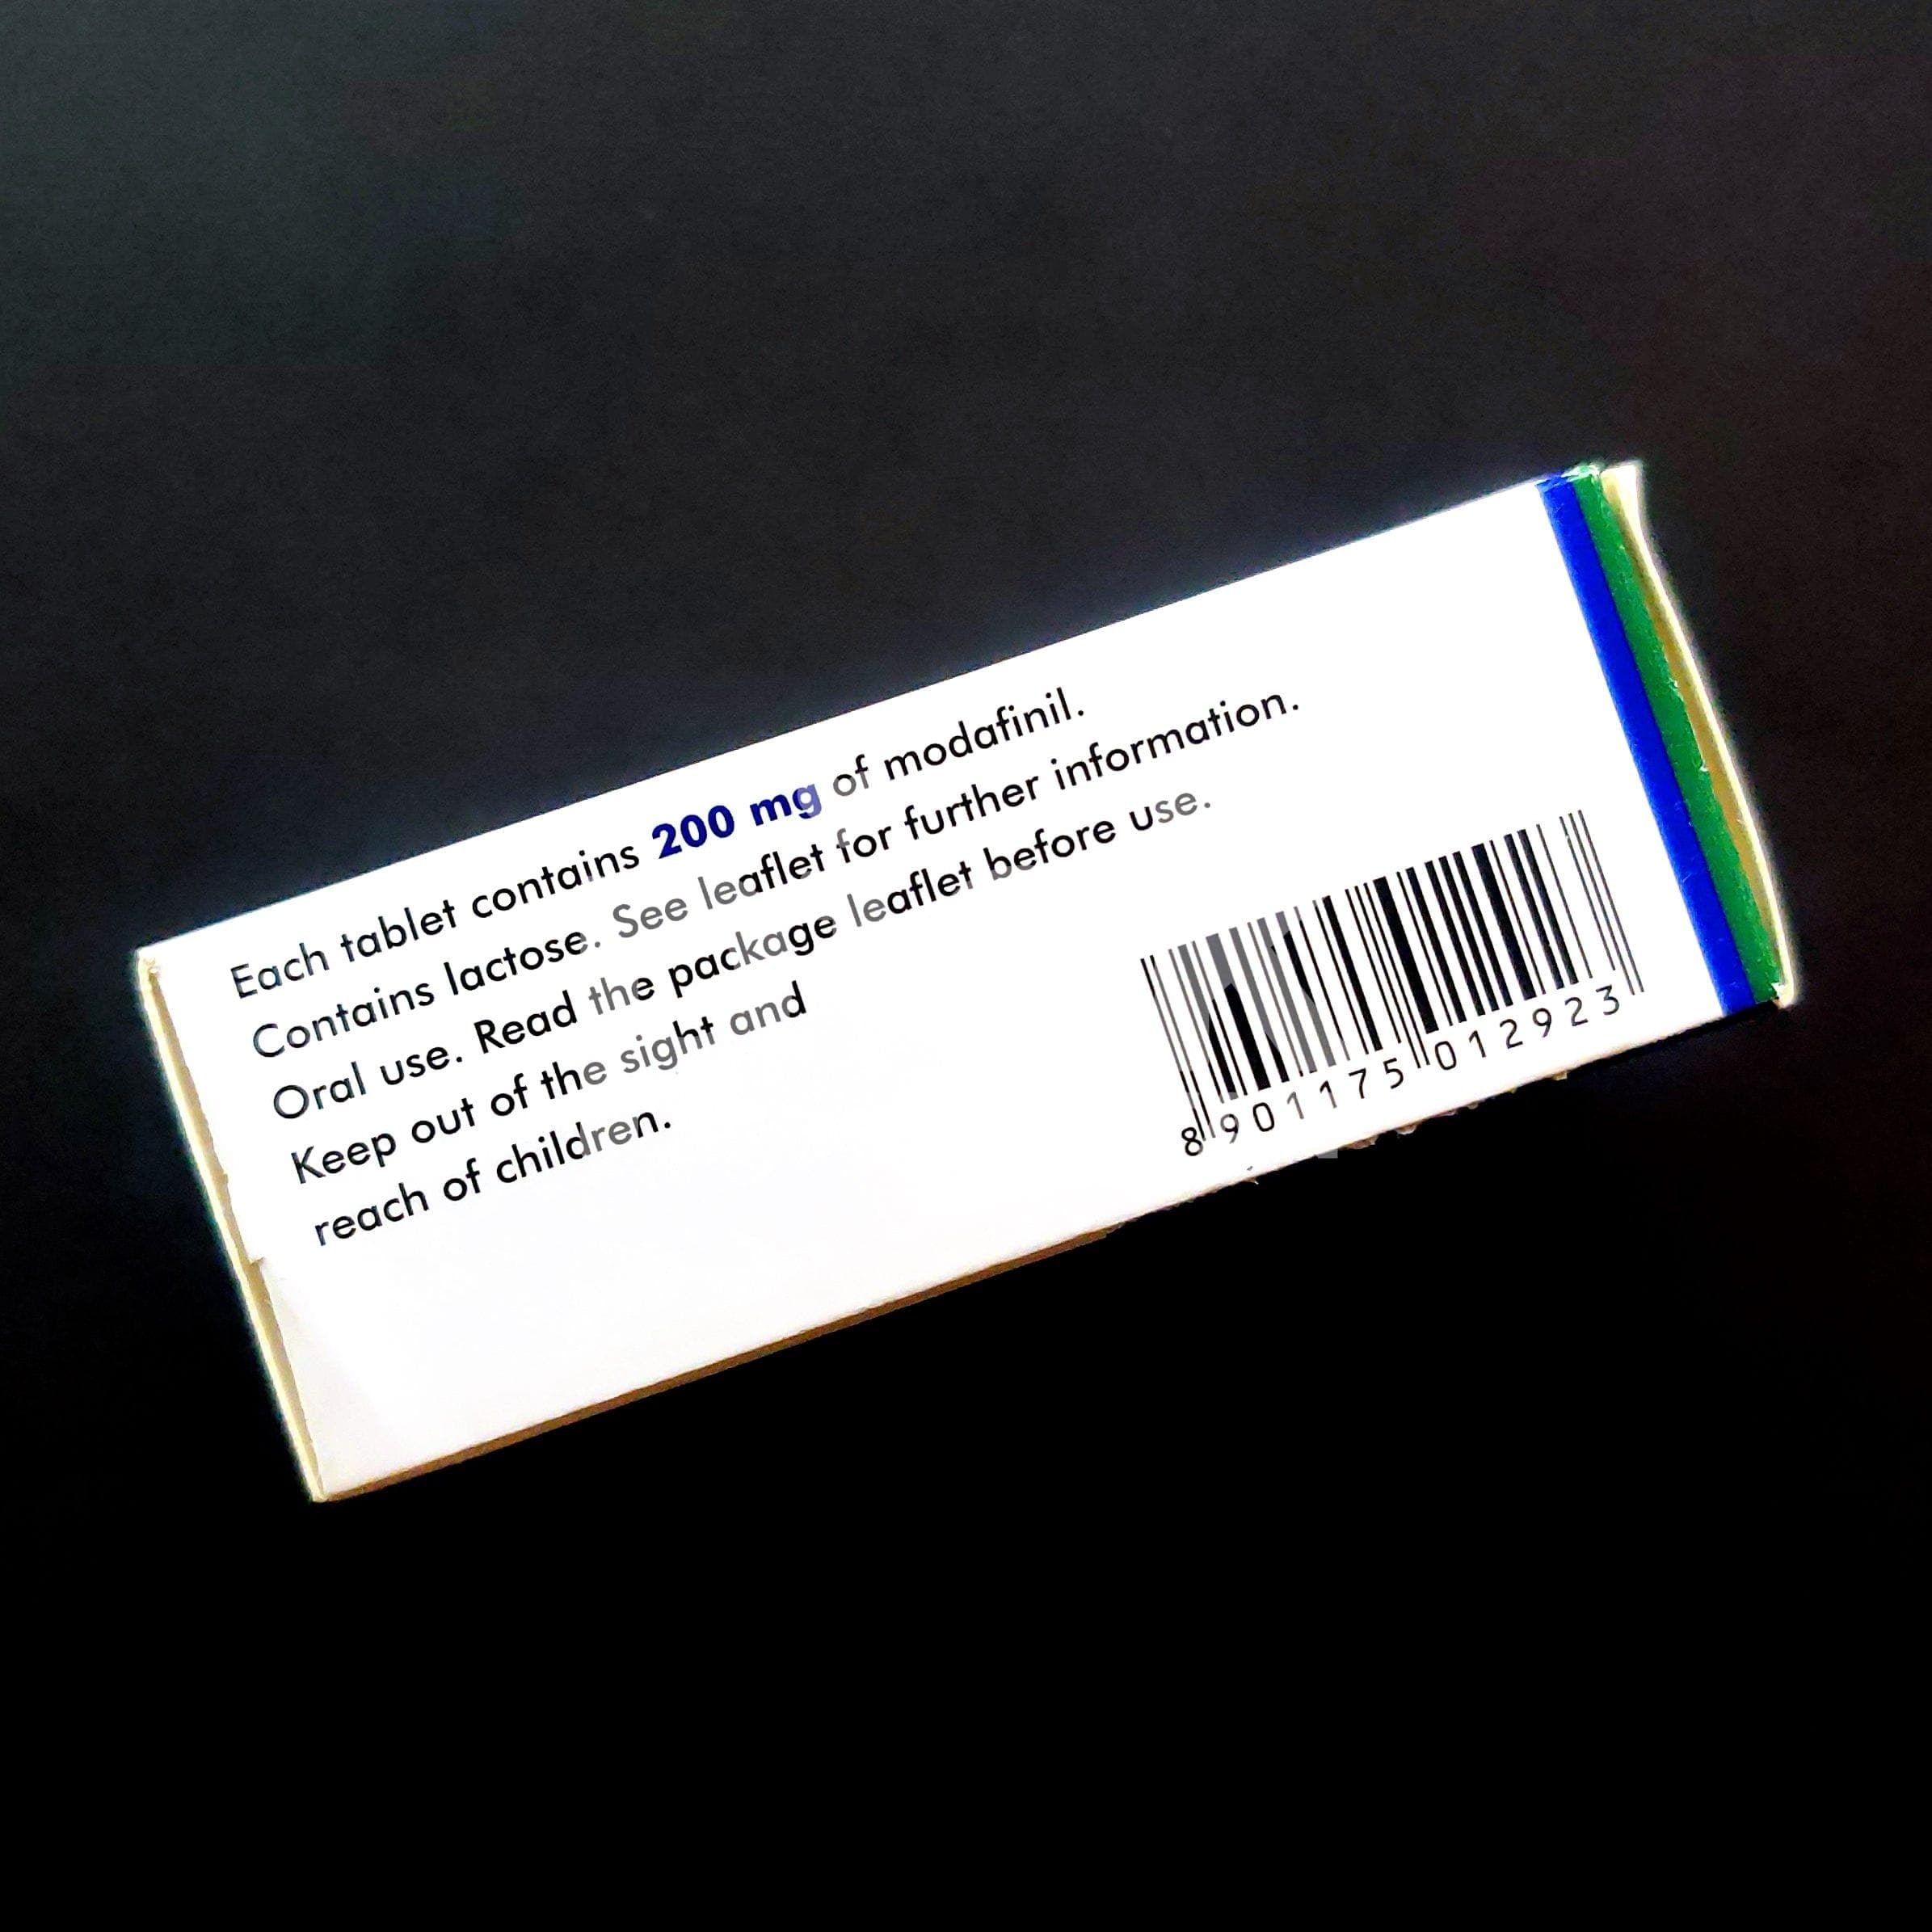 Each tablet contains 200 mg of modafinil.
Contains lactose. See leaflet for further information.
Oral use. Read the package leaflet before use.
Keep out of the sight and
reach of children.
8 901175 012923